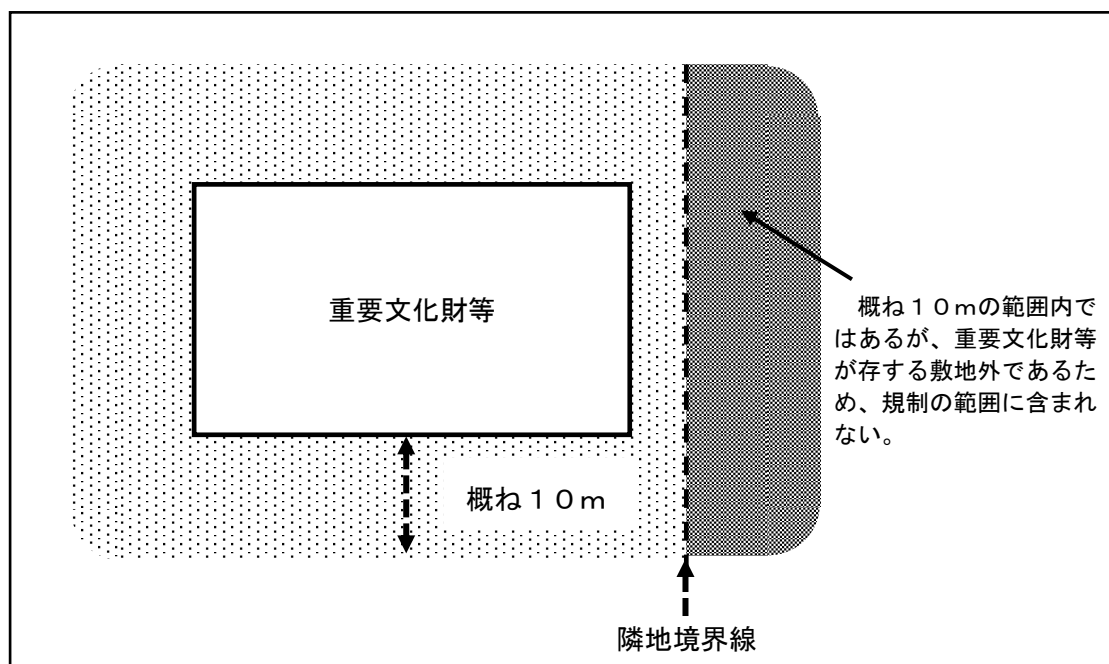 重要文化財等
　概ね１０ｍの範囲内で
はあるが、重要文化財等
が存する敷地外であるた
め、規制の範囲に含まれ
ない。
概ね１０ｍ
隣地境界線